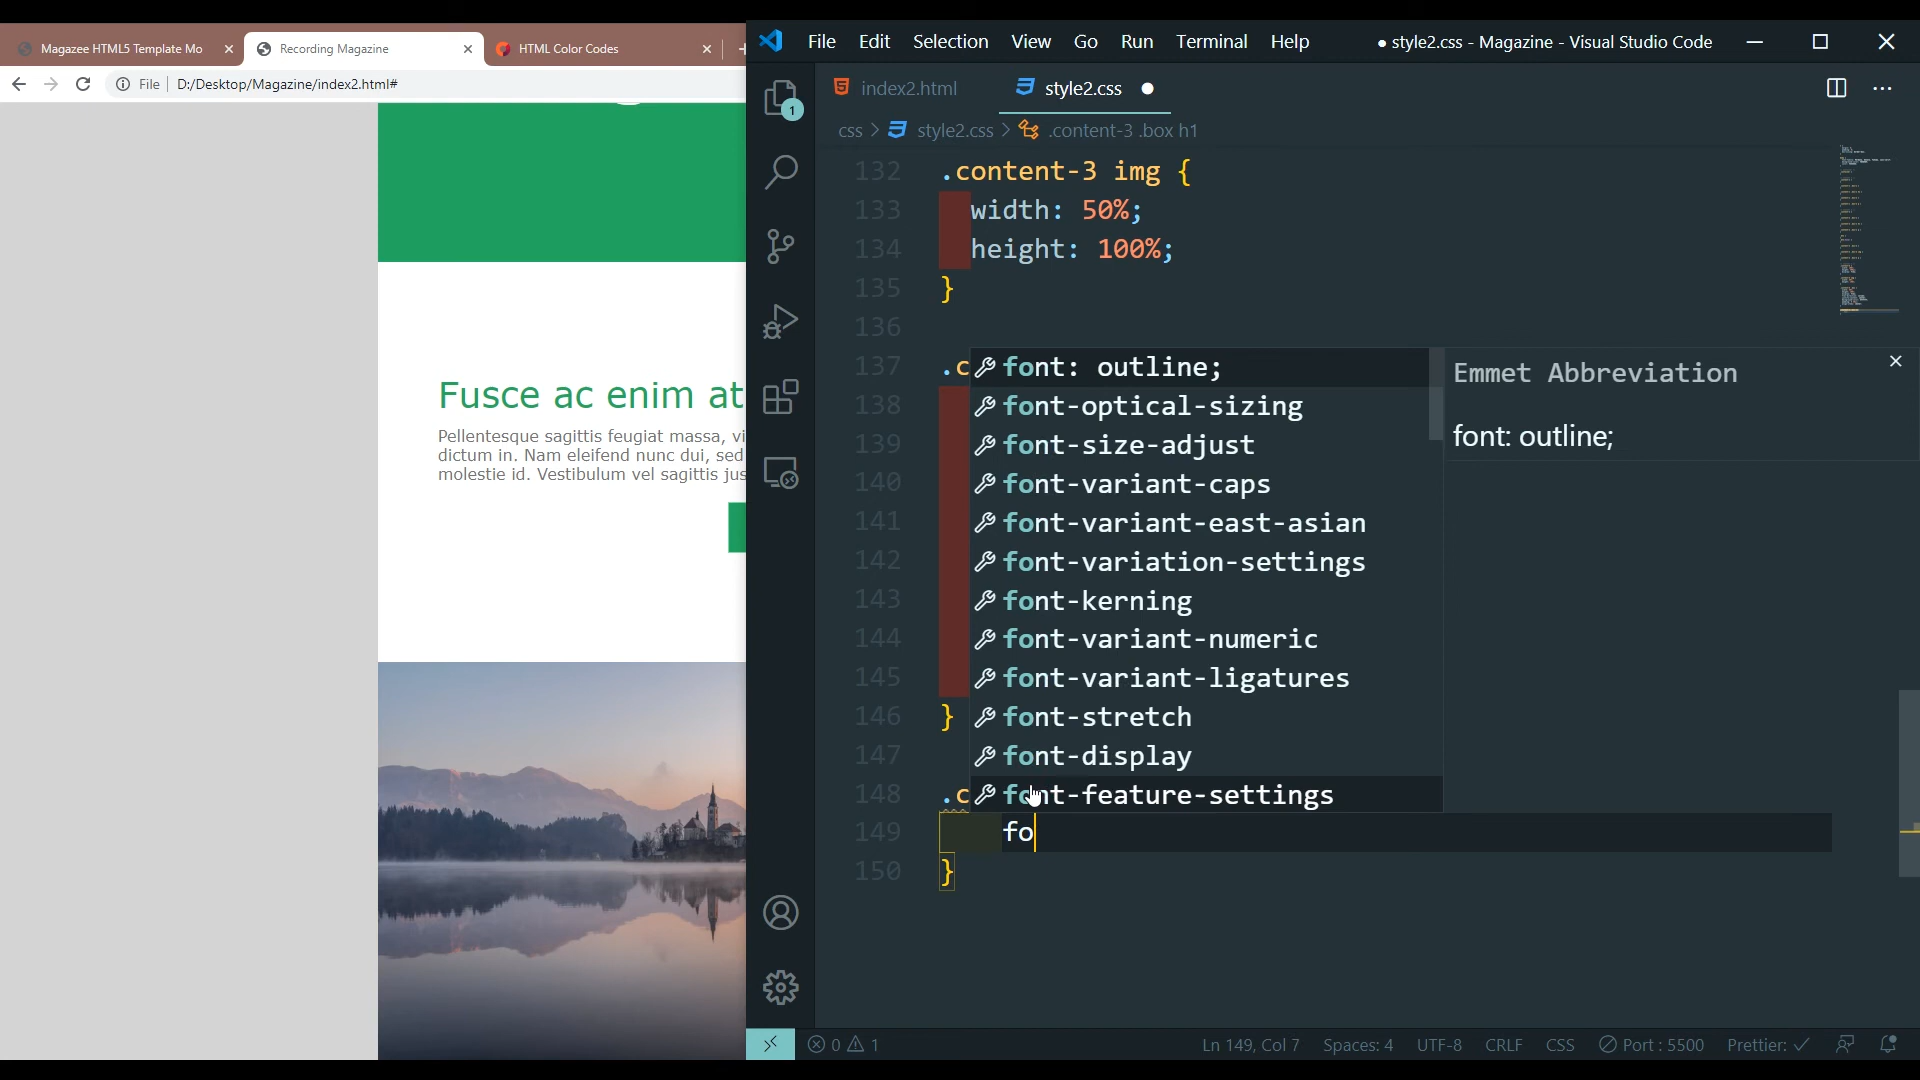 Magazee HTML5 Template Mo
Recording Magazine
HTML Color Codes
File
D:/Desktop/Magazine/index2.html#
Fusce ac enim at
Pellentesque sagittis feugiat massa, vi
dictum in. Nam eleifend nunc dui, sed
molestie id. Vestibulum vel sagittis jus
File Edit Selection View Go Run Terminal Help
● style2.css - Magazine - Visual Studio Code
1
index2.html
style2.css ●
css > style2.css > .content-3 .box h1
132 .content-3 img {
133 width: 50%;
134 height: 100%;
135 }
136
137 .c
138
139
140
141
142
143
144
145
146 }
147
148 .c
149 fo
150 }
font: outline;
font-optical-sizing
font-size-adjust
font-variant-caps
font-variant-east-asian
font-variation-settings
font-kerning
font-variant-numeric
font-variant-ligatures
font-stretch
font-display
font-feature-settings
Emmet Abbreviation
font: outline;
0 1
Ln 149, Col 7
Spaces: 4
UTF-8
CRLF
CSS
Port : 5500
Prettier: ✓